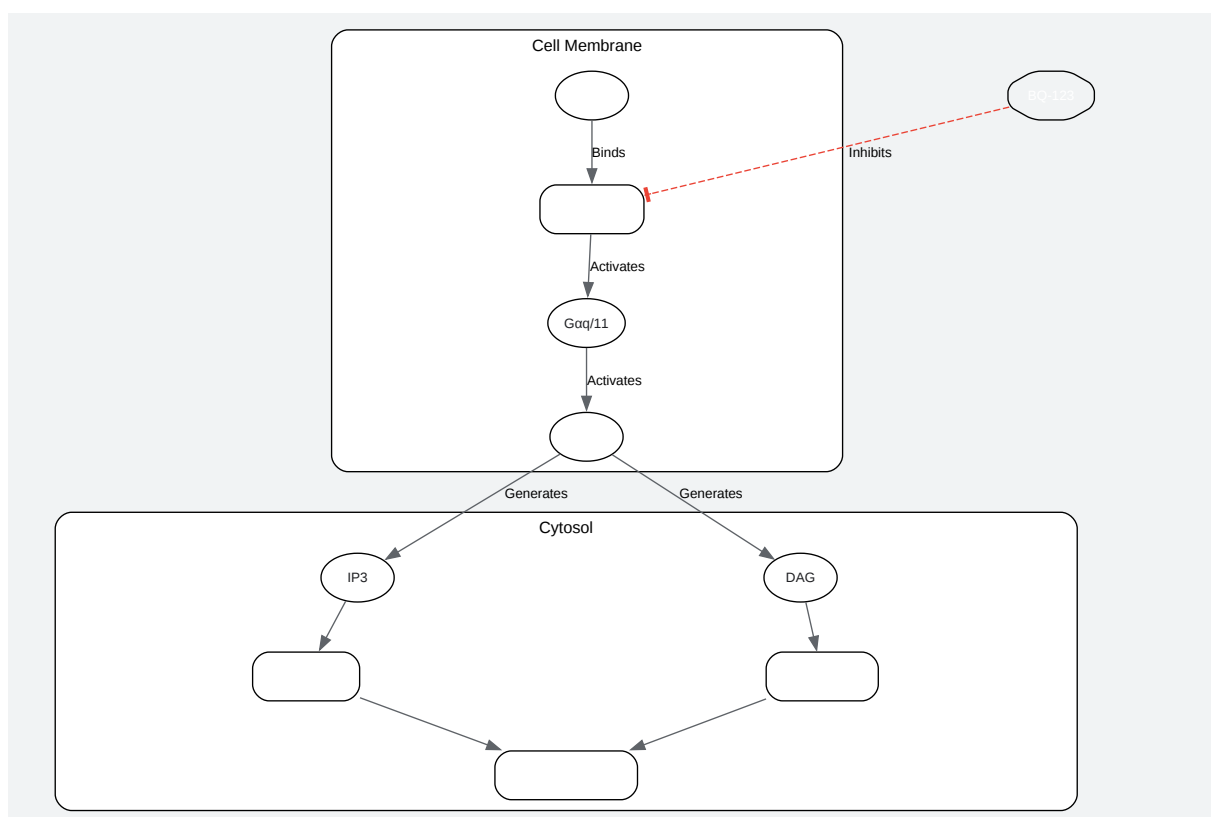 Cell Membrane
BQ-123
Binds
Inhibits
Activates
Gαq/11
Activates
Generates
Generates
Cytosol
IP3
DAG